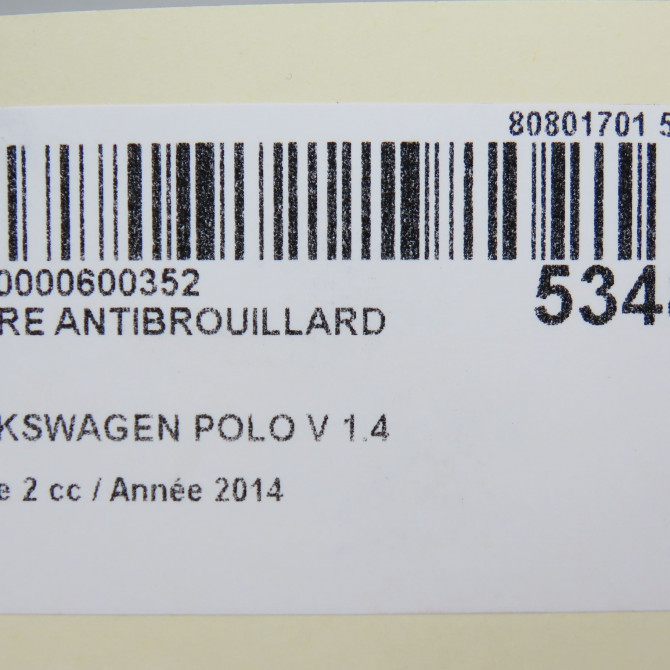 80801701 5
0000600352
534
RE ANTIBROUILLARD
KSWAGEN POLO V 1.4
e 2 cc / Année 2014